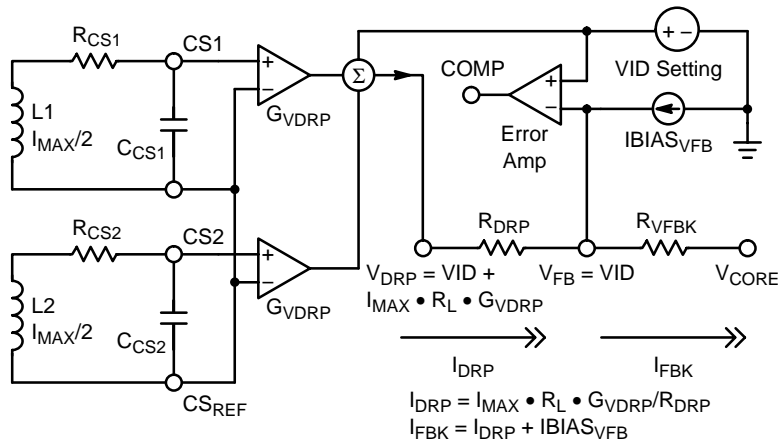 R_CS1
CS1
L1
I_MAX/2
C_CS1
+
−
G_VDRP
Σ
COMP
+
−
Error
Amp
+ −
VID Setting
IBIAS_VFB
R_CS2
CS2
L2
I_MAX/2
C_CS2
+
−
G_VDRP
CS_REF
R_DRP
R_VFBK
V_DRP = VID +
I_MAX • R_L • G_VDRP
V_FB = VID
V_CORE
I_DRP
I_FBK
I_DRP = I_MAX • R_L • G_VDRP/R_DRP
I_FBK = I_DRP + IBIAS_VFB